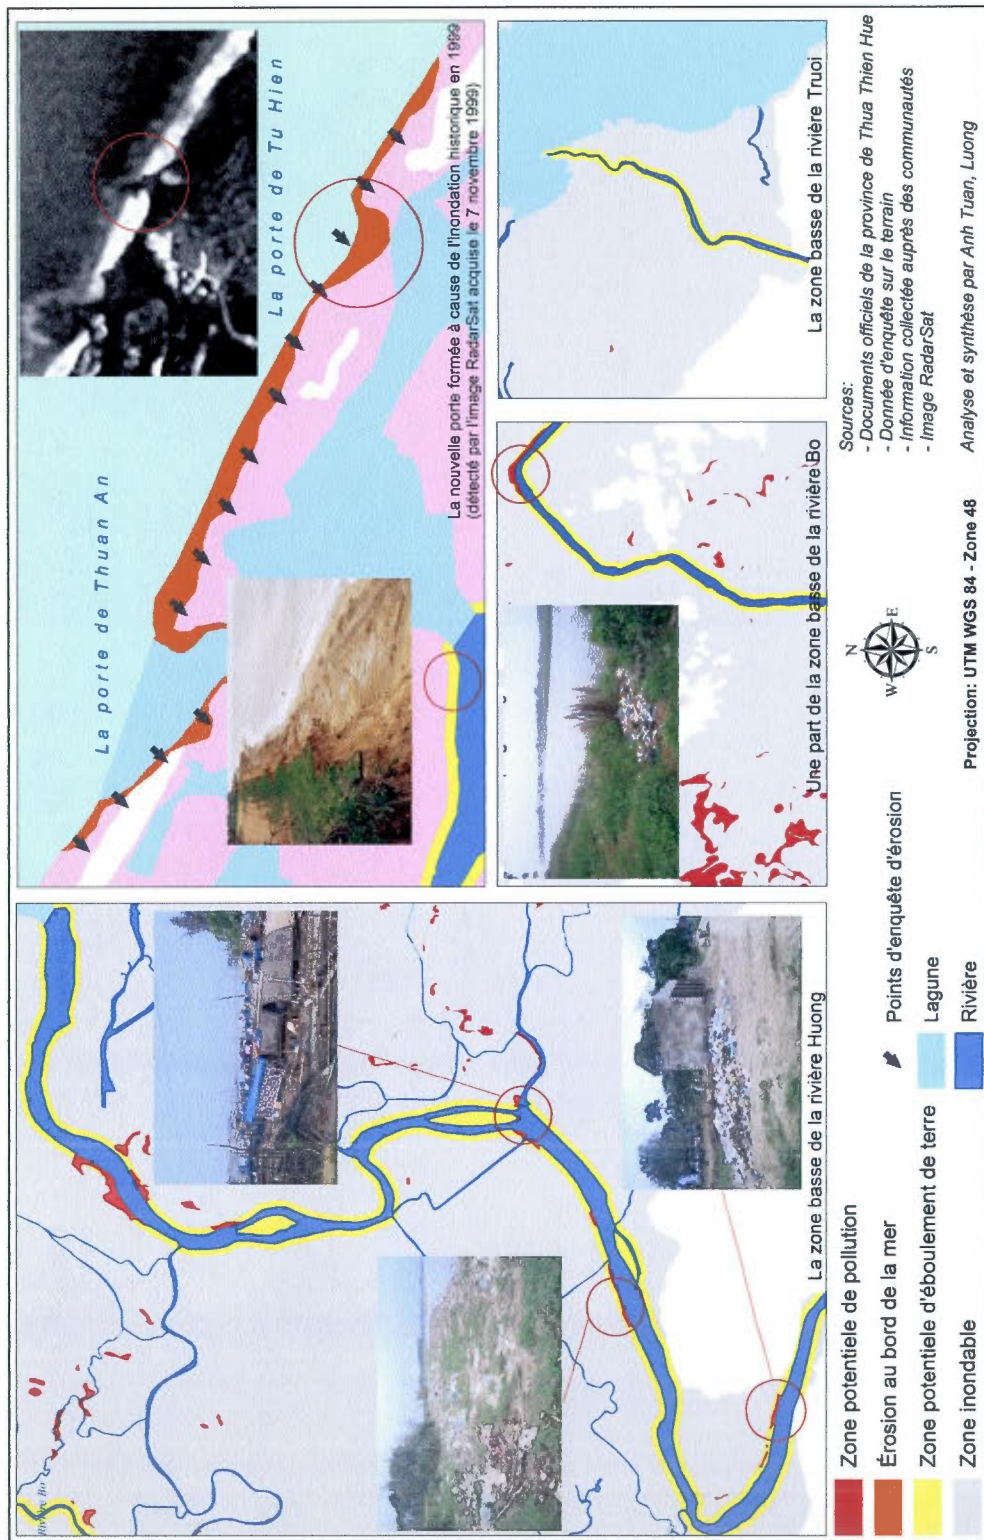 Rivière Bo
La zone basse de la rivière Huong
La porte de Thuan An
La porte de Tu Hien
La nouvelle porte formée à cause de l'inondation historique en 1999
(détecté par l'image RadarSat acquise le 7 novembre 1999)
Une part de la zone basse de la rivière Bo
La zone basse de la rivière Truoi
Zone potentiele de pollution
Érosion au bord de la mer
Zone potentiele d'éboulement de terre
Zone inondable
Points d'enquête d'érosion
Lagune
Rivière
N
W
E
S
Projection: UTM WGS 84 - Zone 48
Sources:
- Documents officiels de la province de Thua Thien Hue
- Donnée d'enquête sur le terrain
- Information collectée auprès des communautés
- Image RadarSat
Analyse et synthèse par Anh Tuan, Luong